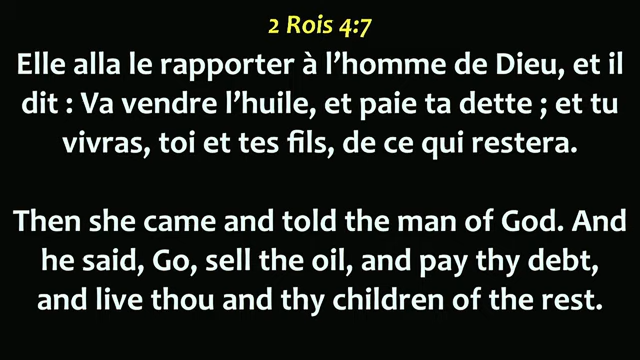 2 Rois 4:7
Elle alla le rapporter à l’homme de Dieu, et il
dit : Va vendre l’huile, et paie ta dette ; et tu
vivras, toi et tes fils, de ce qui restera.
Then she came and told the man of God. And
he said, Go, sell the oil, and pay thy debt,
and live thou and thy children of the rest.